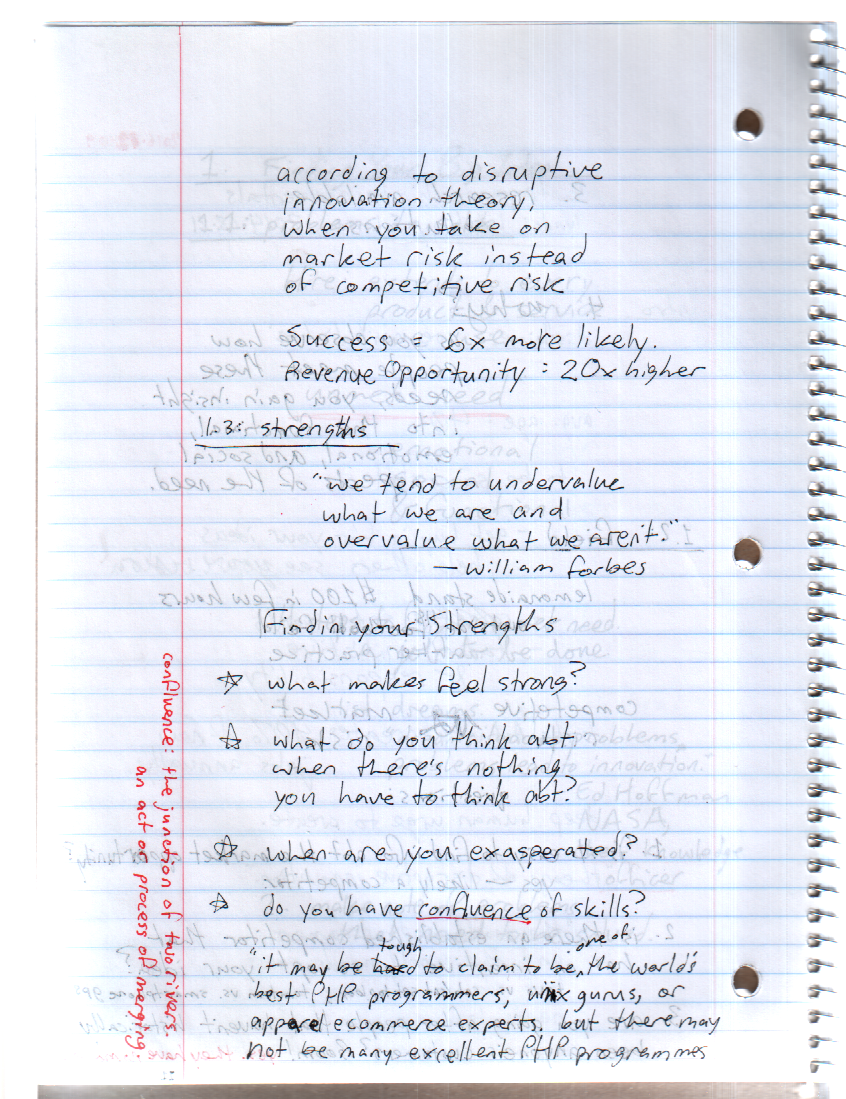 according to disruptive
innovation theory,
when you take on
market risk instead
of competitive risk
Success = 6x more likely.
Revenue Opportunity : 20x higher
1.3: strengths
"we tend to undervalue
what we are and
overvalue what we aren't."
— william forbes
Findin your Strengths
☆ what makes feel strong?
☆ what do you think abt
when there's nothing
you have to think abt?
☆ when are you exasperated?
☆ do you have confluence of skills?
"it may be hard tough to claim to be one of the world's
best PHP programmers, unix gurus, or
apparel ecommerce experts. but there may
not be many excellent PHP programmes
confluence: the junction of two rivers.
an act or process of merging.